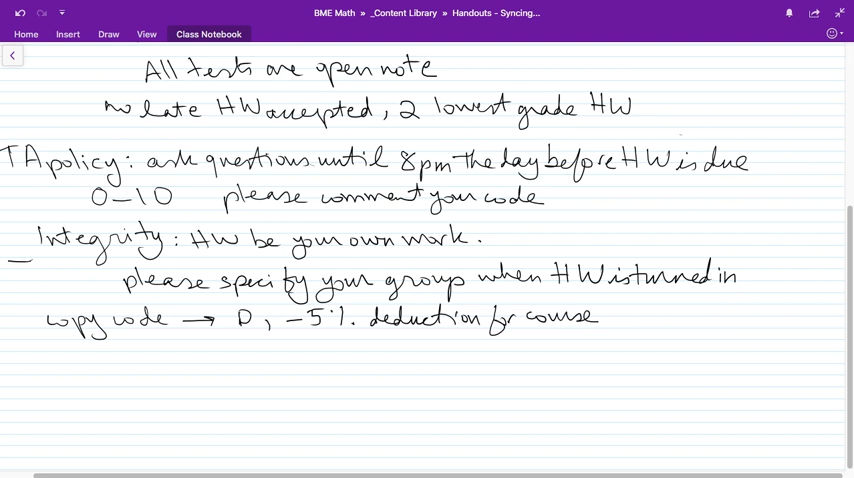 BME Math » _Content Library » Handouts - Syncing...
Home Insert Draw View Class Notebook
All tests are open note
no late HW accepted, 2 lowest grade HW
TA policy: ask questions until 8pm the day before HW is due
0-10 please comment your code
Integrity: HW be your own work.
please specify your group when HW is turned in
copy code → 0, -5% deduction for course